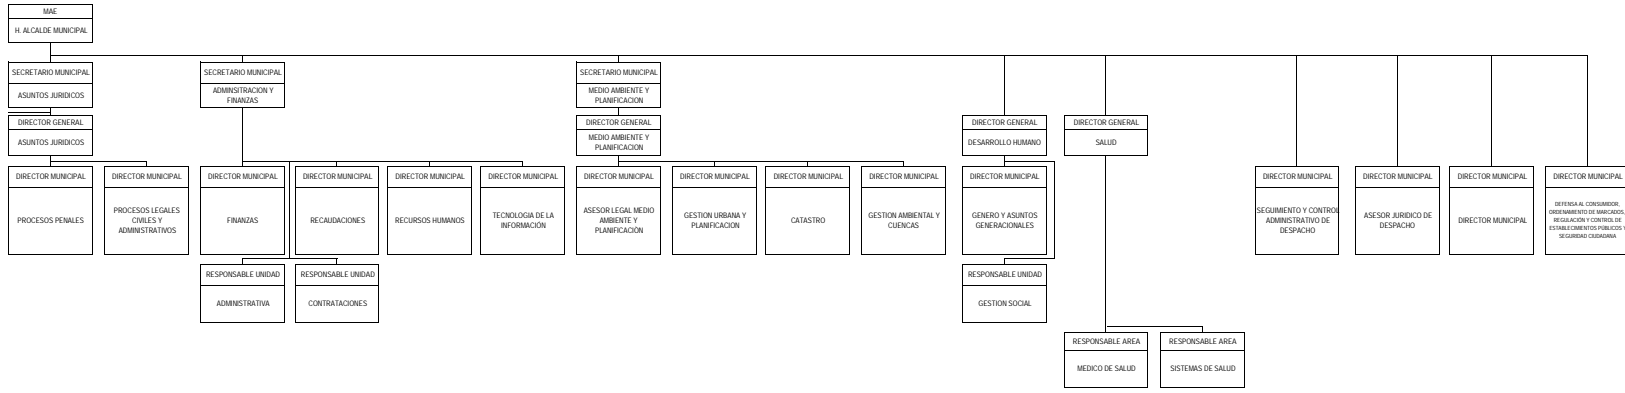 MAE
H. ALCALDE MUNICIPAL
SECRETARIO MUNICIPAL
ASUNTOS JURIDICOS
SECRETARIO MUNICIPAL
ADMINSITRACION Y
FINANZAS
SECRETARIO MUNICIPAL
MEDIO AMBIENTE Y
PLANIFICACION
DIRECTOR GENERAL
ASUNTOS JURIDICOS
DIRECTOR GENERAL
MEDIO AMBIENTE Y
PLANIFICACION
DIRECTOR GENERAL
DESARROLLO HUMANO
DIRECTOR GENERAL
SALUD
DIRECTOR MUNICIPAL
PROCESOS PENALES
DIRECTOR MUNICIPAL
PROCESOS LEGALES
CIVILES Y
ADMINISTRATIVOS
DIRECTOR MUNICIPAL
FINANZAS
DIRECTOR MUNICIPAL
RECAUDACIONES
DIRECTOR MUNICIPAL
RECURSOS HUMANOS
DIRECTOR MUNICIPAL
TECNOLOGIA DE LA
INFORMACIÓN
DIRECTOR MUNICIPAL
ASESOR LEGAL MEDIO
AMBIENTE Y
PLANIFICACIÓN
DIRECTOR MUNICIPAL
GESTION URBANA Y
PLANIFICACION
DIRECTOR MUNICIPAL
CATASTRO
DIRECTOR MUNICIPAL
GESTION AMBIENTAL Y
CUENCAS
DIRECTOR MUNICIPAL
GENERO Y ASUNTOS
GENERACIONALES
DIRECTOR MUNICIPAL
SEGUIMIENTO Y CONTROL
ADMINISTRATIVO DE
DESPACHO
DIRECTOR MUNICIPAL
ASESOR JURIDICO DE
DESPACHO
DIRECTOR MUNICIPAL
DIRECTOR MUNICIPAL
DIRECTOR MUNICIPAL
DEFENSA AL CONSUMIDOR,
ORDENAMIENTO DE MARCADOS,
REGULACIÓN Y CONTROL DE
ESTABLECIMIENTOS PÚBLICOS Y
SEGURIDAD CIUDADANA
RESPONSABLE UNIDAD
ADMINISTRATIVA
RESPONSABLE UNIDAD
CONTRATACIONES
RESPONSABLE UNIDAD
GESTION SOCIAL
RESPONSABLE AREA
MEDICO DE SALUD
RESPONSABLE AREA
SISTEMAS DE SALUD